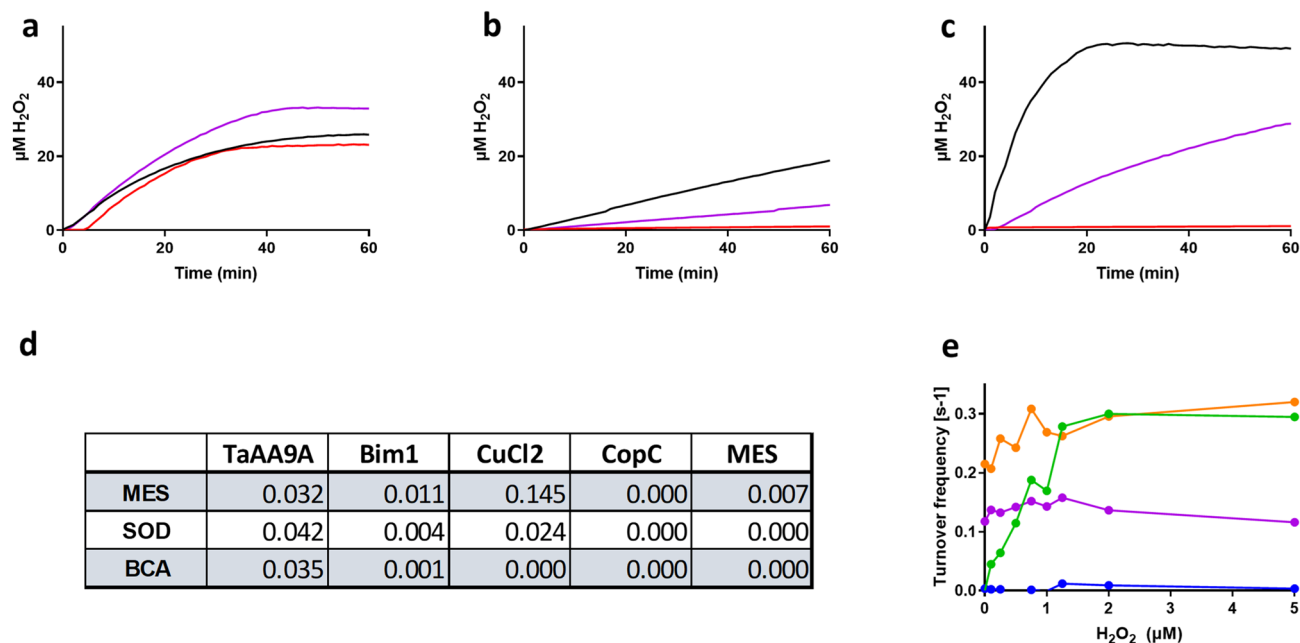 a
b
c
40
20
0
µM H₂O₂
0 20 40 60
Time (min)
40
20
0
µM H₂O₂
0 20 40 60
Time (min)
40
20
0
µM H₂O₂
0 20 40 60
Time (min)
d
e
TaAA9A Bim1 CuCl2 CopC MES
MES 0.032 0.011 0.145 0.000 0.007
SOD 0.042 0.004 0.024 0.000 0.000
BCA 0.035 0.001 0.000 0.000 0.000
Turnover frequency [s-1]
0.3
0.2
0.1
0.0
0 1 2 3 4 5
H₂O₂ (µM)